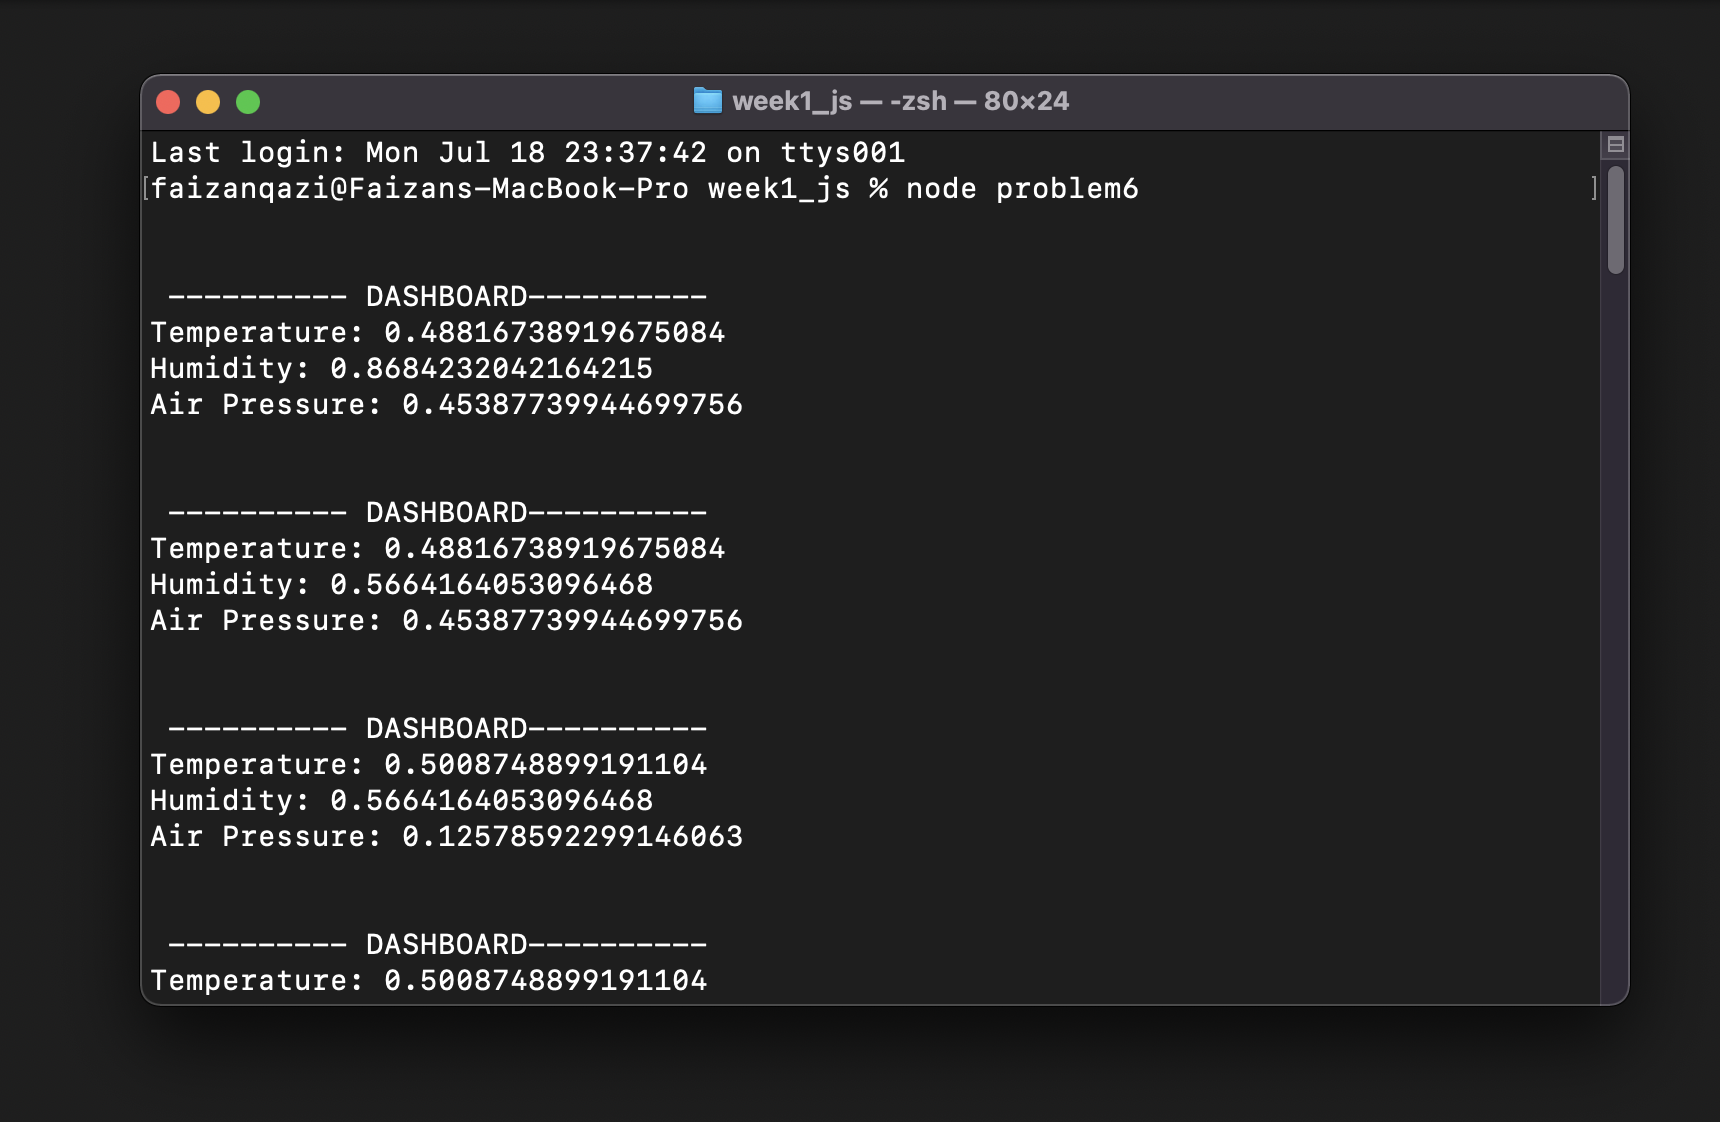 week1_js — -zsh — 80×24
Last login: Mon Jul 18 23:37:42 on ttys001
[faizanqazi@Faizans-MacBook-Pro week1_js % node problem6 ]
---------- DASHBOARD----------
Temperature: 0.48816738919675084
Humidity: 0.8684232042164215
Air Pressure: 0.45387739944699756
---------- DASHBOARD----------
Temperature: 0.48816738919675084
Humidity: 0.5664164053096468
Air Pressure: 0.45387739944699756
---------- DASHBOARD----------
Temperature: 0.5008748899191104
Humidity: 0.5664164053096468
Air Pressure: 0.12578592299146063
---------- DASHBOARD----------
Temperature: 0.5008748899191104